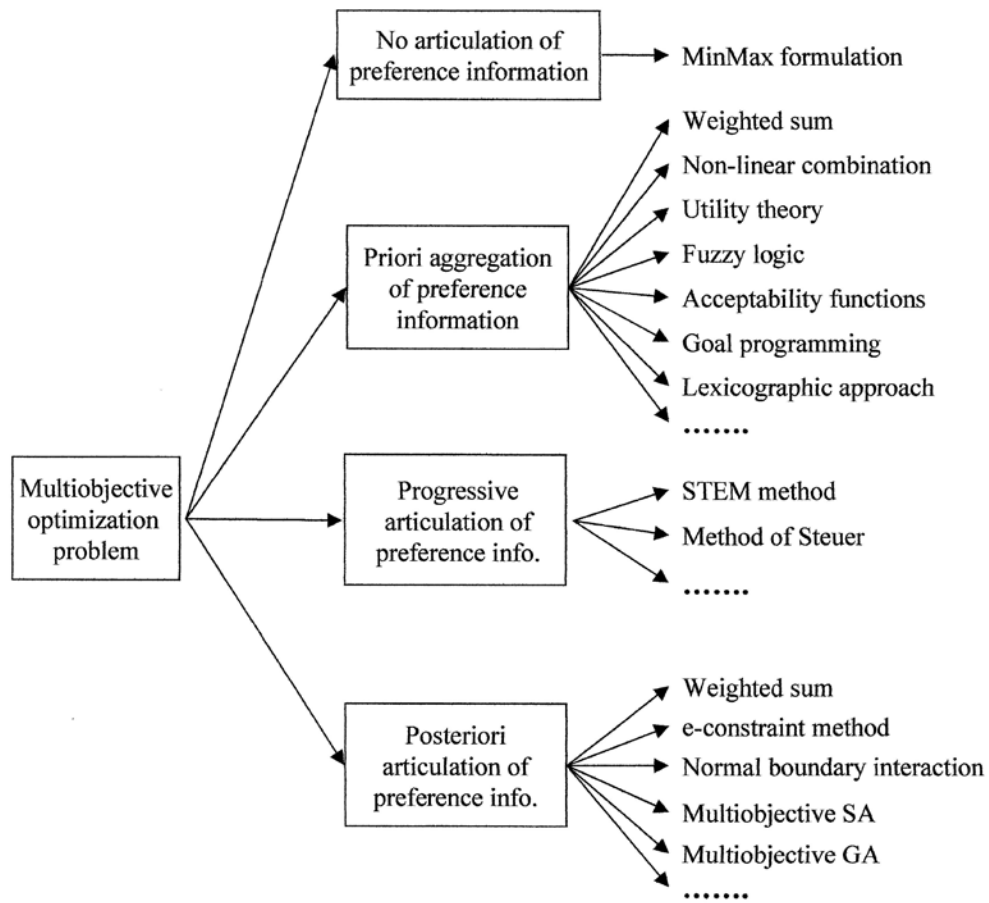 No articulation of
preference information
MinMax formulation
Weighted sum
Non-linear combination
Utility theory
Fuzzy logic
Acceptability functions
Goal programming
Lexicographic approach
.......
Priori aggregation
of preference
information
Multiobjective
optimization
problem
Progressive
articulation of
preference info.
STEM method
Method of Steuer
.......
Posteriori
articulation of
preference info.
Weighted sum
e-constraint method
Normal boundary interaction
Multiobjective SA
Multiobjective GA
.......